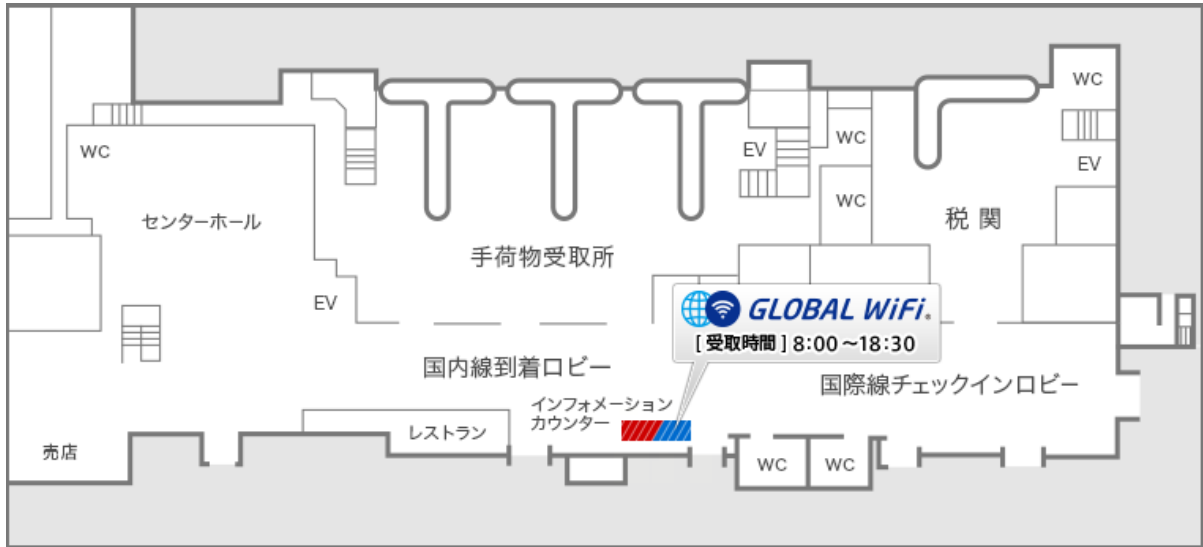 WC
WC
センターホール
EV
WC
EV
WC
WC
税関
手荷物受取所
EV
GLOBAL WiFi.
[受取時間] 8:00～18:30
国内線到着ロビー
国際線チェックインロビー
インフォメーション
カウンター
レストラン
売店
WC
WC